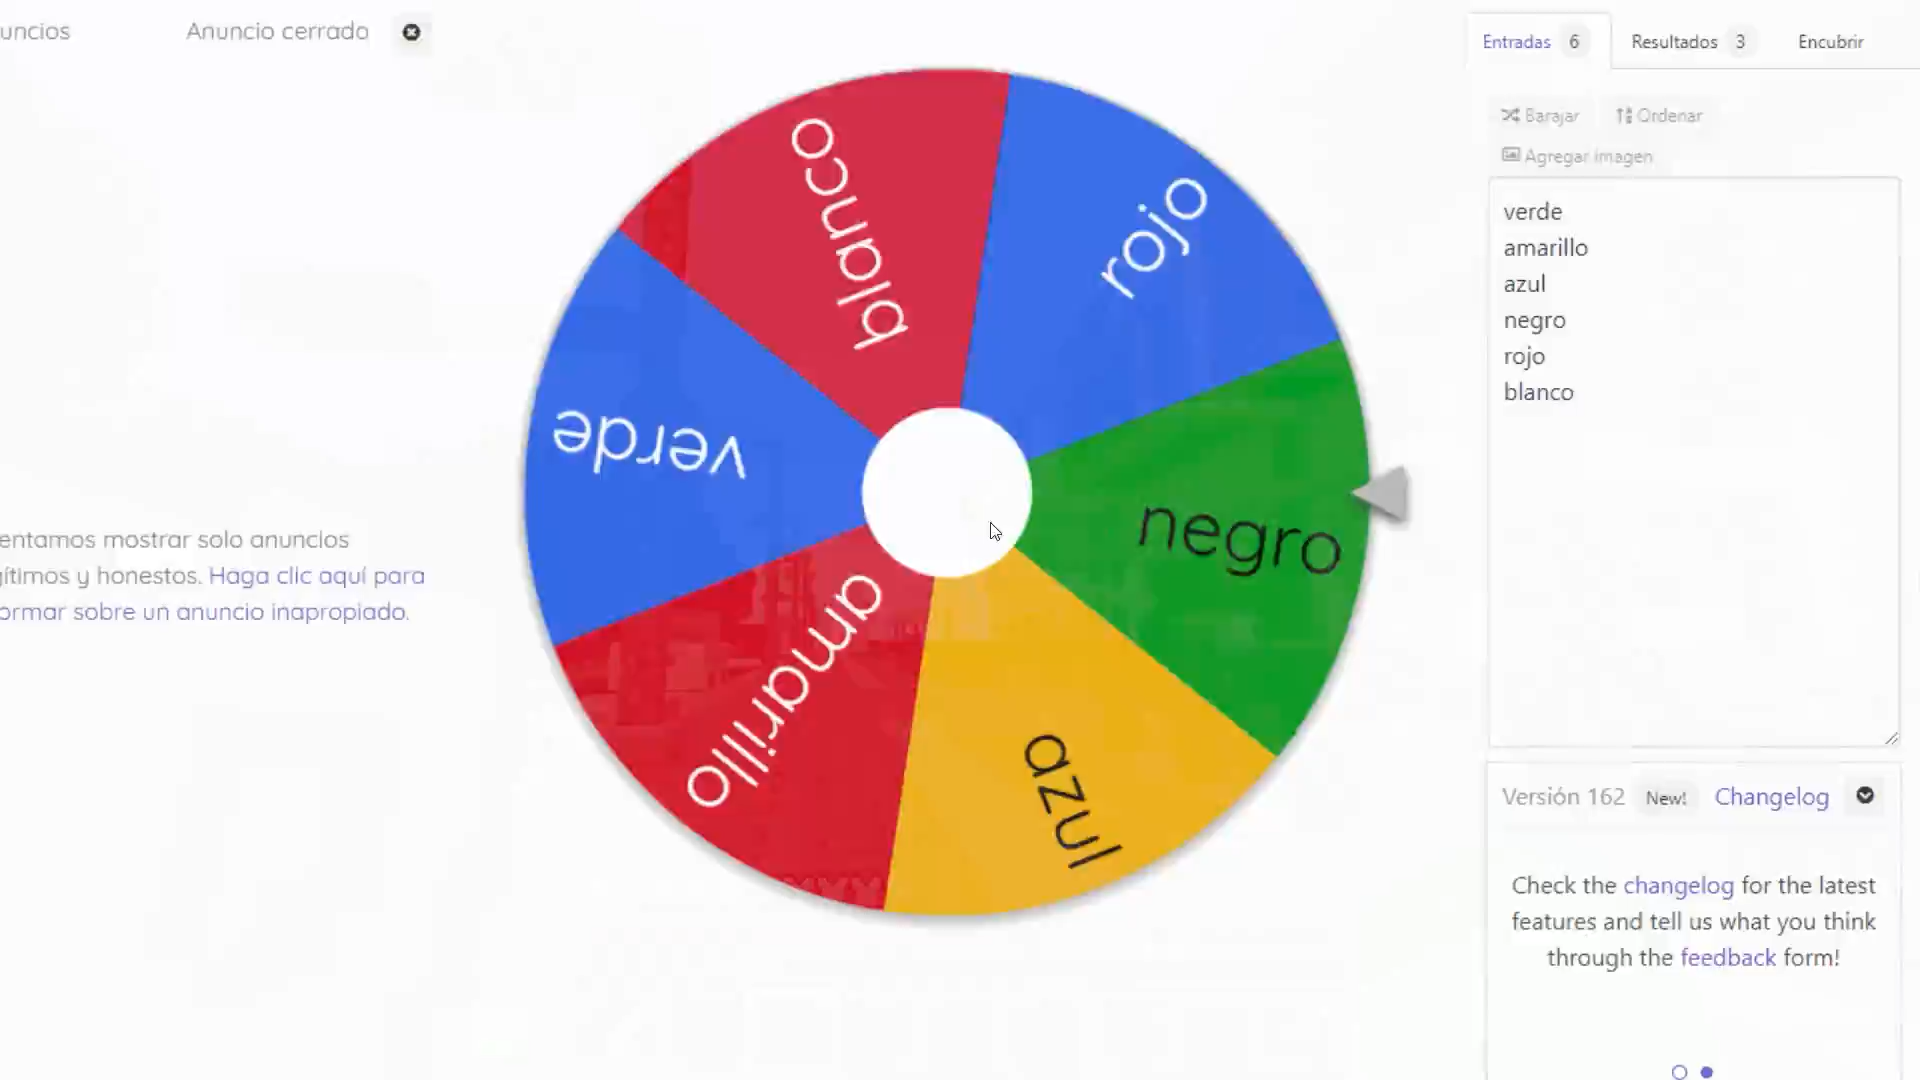 uncios
Anuncio cerrado
entamos mostrar solo anuncios
gítimos y honestos. Haga clic aquí para
ormar sobre un anuncio inapropiado.
blanco
rojo
verde
negro
amarillo
azul
Entradas 6
Resultados 3
Encubrir
Barajar
Ordenar
Agregar imagen
verde
amarillo
azul
negro
rojo
blanco
Versión 162 New! Changelog
Check the changelog for the latest
features and tell us what you think
through the feedback form!